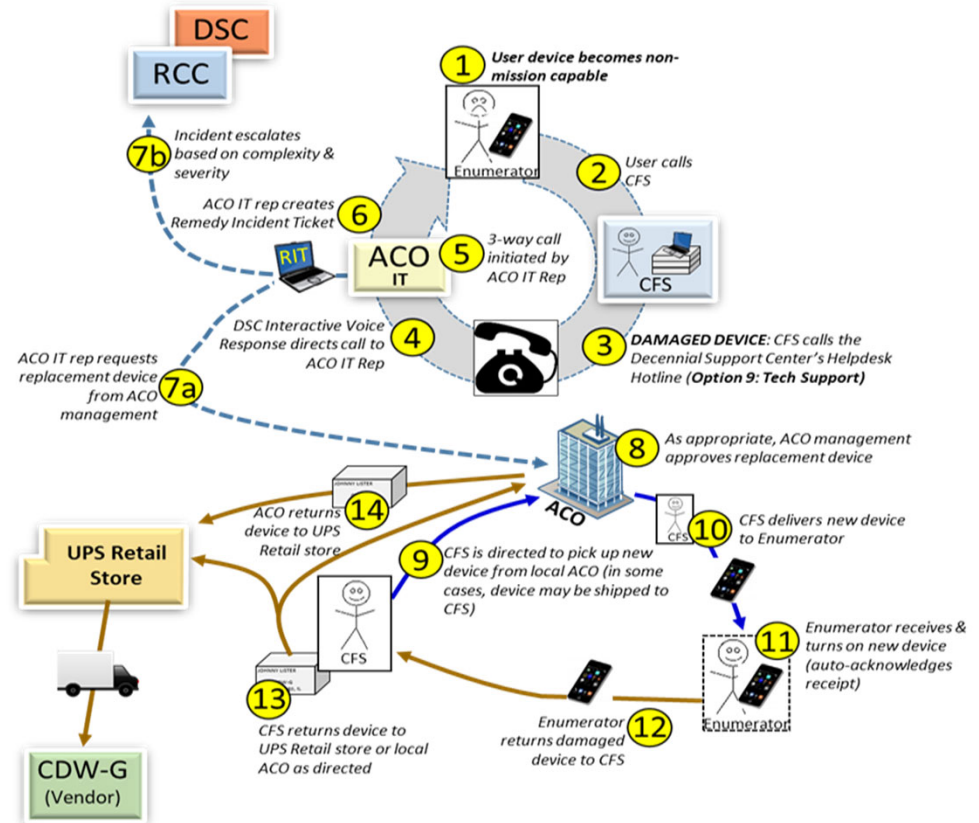 DSC
RCC
1
User device becomes non-
mission capable
Enumerator
7b
Incident escalates
based on complexity &
severity
2
User calls
CFS
ACO IT rep creates
Remedy Incident Ticket
6
RIT
ACO
IT
5
3-way call
initiated by
ACO IT Rep
CFS
DSC Interactive Voice
Response directs call to
ACO IT Rep
4
3
DAMAGED DEVICE: CFS calls the
Decennial Support Center's Helpdesk
Hotline (Option 9: Tech Support)
ACO IT rep requests
replacement device
from ACO
management
7a
8
As appropriate, ACO management
approves replacement device
ACO
JOHNNY LISTER
14
ACO returns
device to UPS
Retail store
CFS
10
CFS delivers new device
to Enumerator
UPS Retail
Store
9
CFS is directed to pick up new
device from local ACO (in some
cases, device may be shipped to
CFS)
CFS
11
Enumerator receives &
turns on new device
(auto-acknowledges
receipt)
Enumerator
JOHNNY LISTER
13
CFS returns device to
UPS Retail store or local
ACO as directed
12
Enumerator
returns damaged
device to CFS
CDW-G
(Vendor)